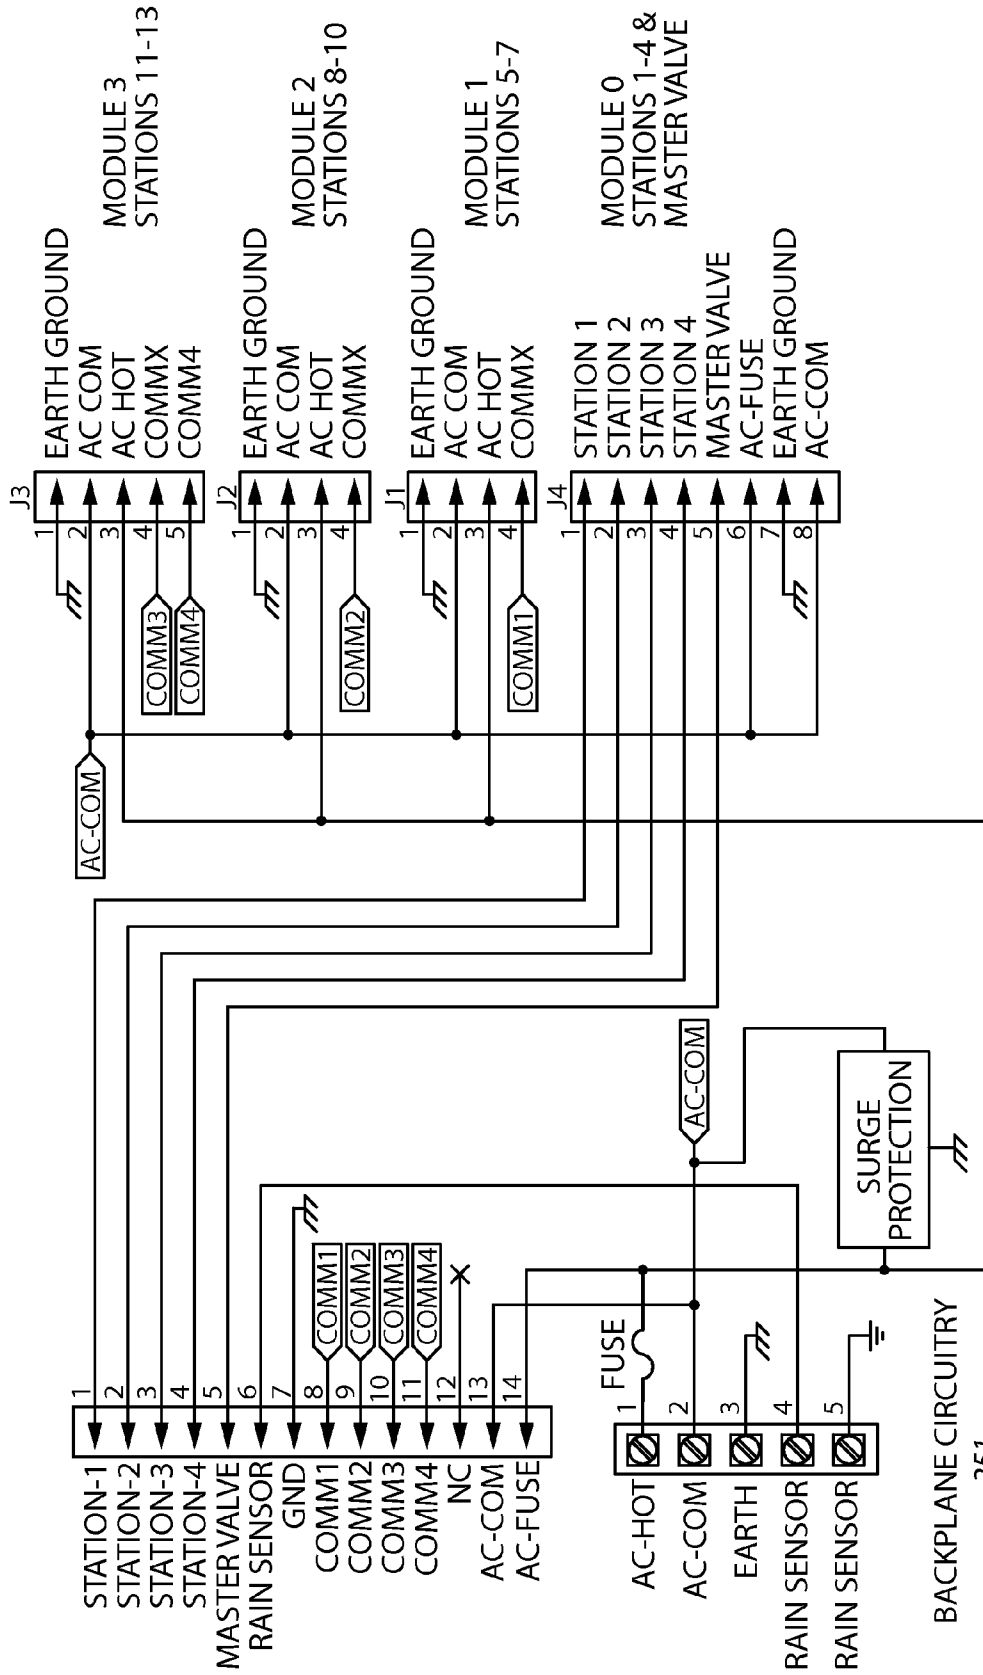 STATION-1
STATION-2
STATION-3
STATION-4
MASTER VALVE
RAIN SENSOR
GND
COMM1
COMM2
COMM3
COMM4
NC
AC-COM
AC-FUSE
1
2
3
4
5
6
7
8
9
10
11
12
13
14
COMM1
COMM2
COMM3
COMM4
AC-HOT
AC-COM
EARTH
RAIN SENSOR
RAIN SENSOR
1
2
3
4
5
FUSE
AC-COM
SURGE
PROTECTION
BACKPLANE CIRCUITRY
AC-COM
J3
1
2
3
4
5
COMM3
COMM4
EARTH GROUND
AC COM
AC HOT
COMMX
COMM4
MODULE 3
STATIONS 11-13
J2
1
2
3
4
COMM2
EARTH GROUND
AC COM
AC HOT
COMMX
MODULE 2
STATIONS 8-10
J1
1
2
3
4
COMM1
EARTH GROUND
AC COM
AC HOT
COMMX
MODULE 1
STATIONS 5-7
J4
1
2
3
4
5
6
7
8
STATION 1
STATION 2
STATION 3
STATION 4
MASTER VALVE
AC-FUSE
EARTH GROUND
AC-COM
MODULE 0
STATIONS 1-4 &
MASTER VALVE